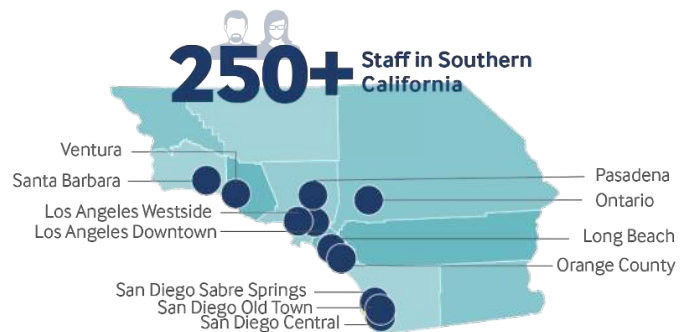 250+ Staff in Southern
California
Ventura
Santa Barbara
Los Angeles Westside
Los Angeles Downtown
San Diego Sabre Springs
San Diego Old Town
San Diego Central
Pasadena
Ontario
Long Beach
Orange County